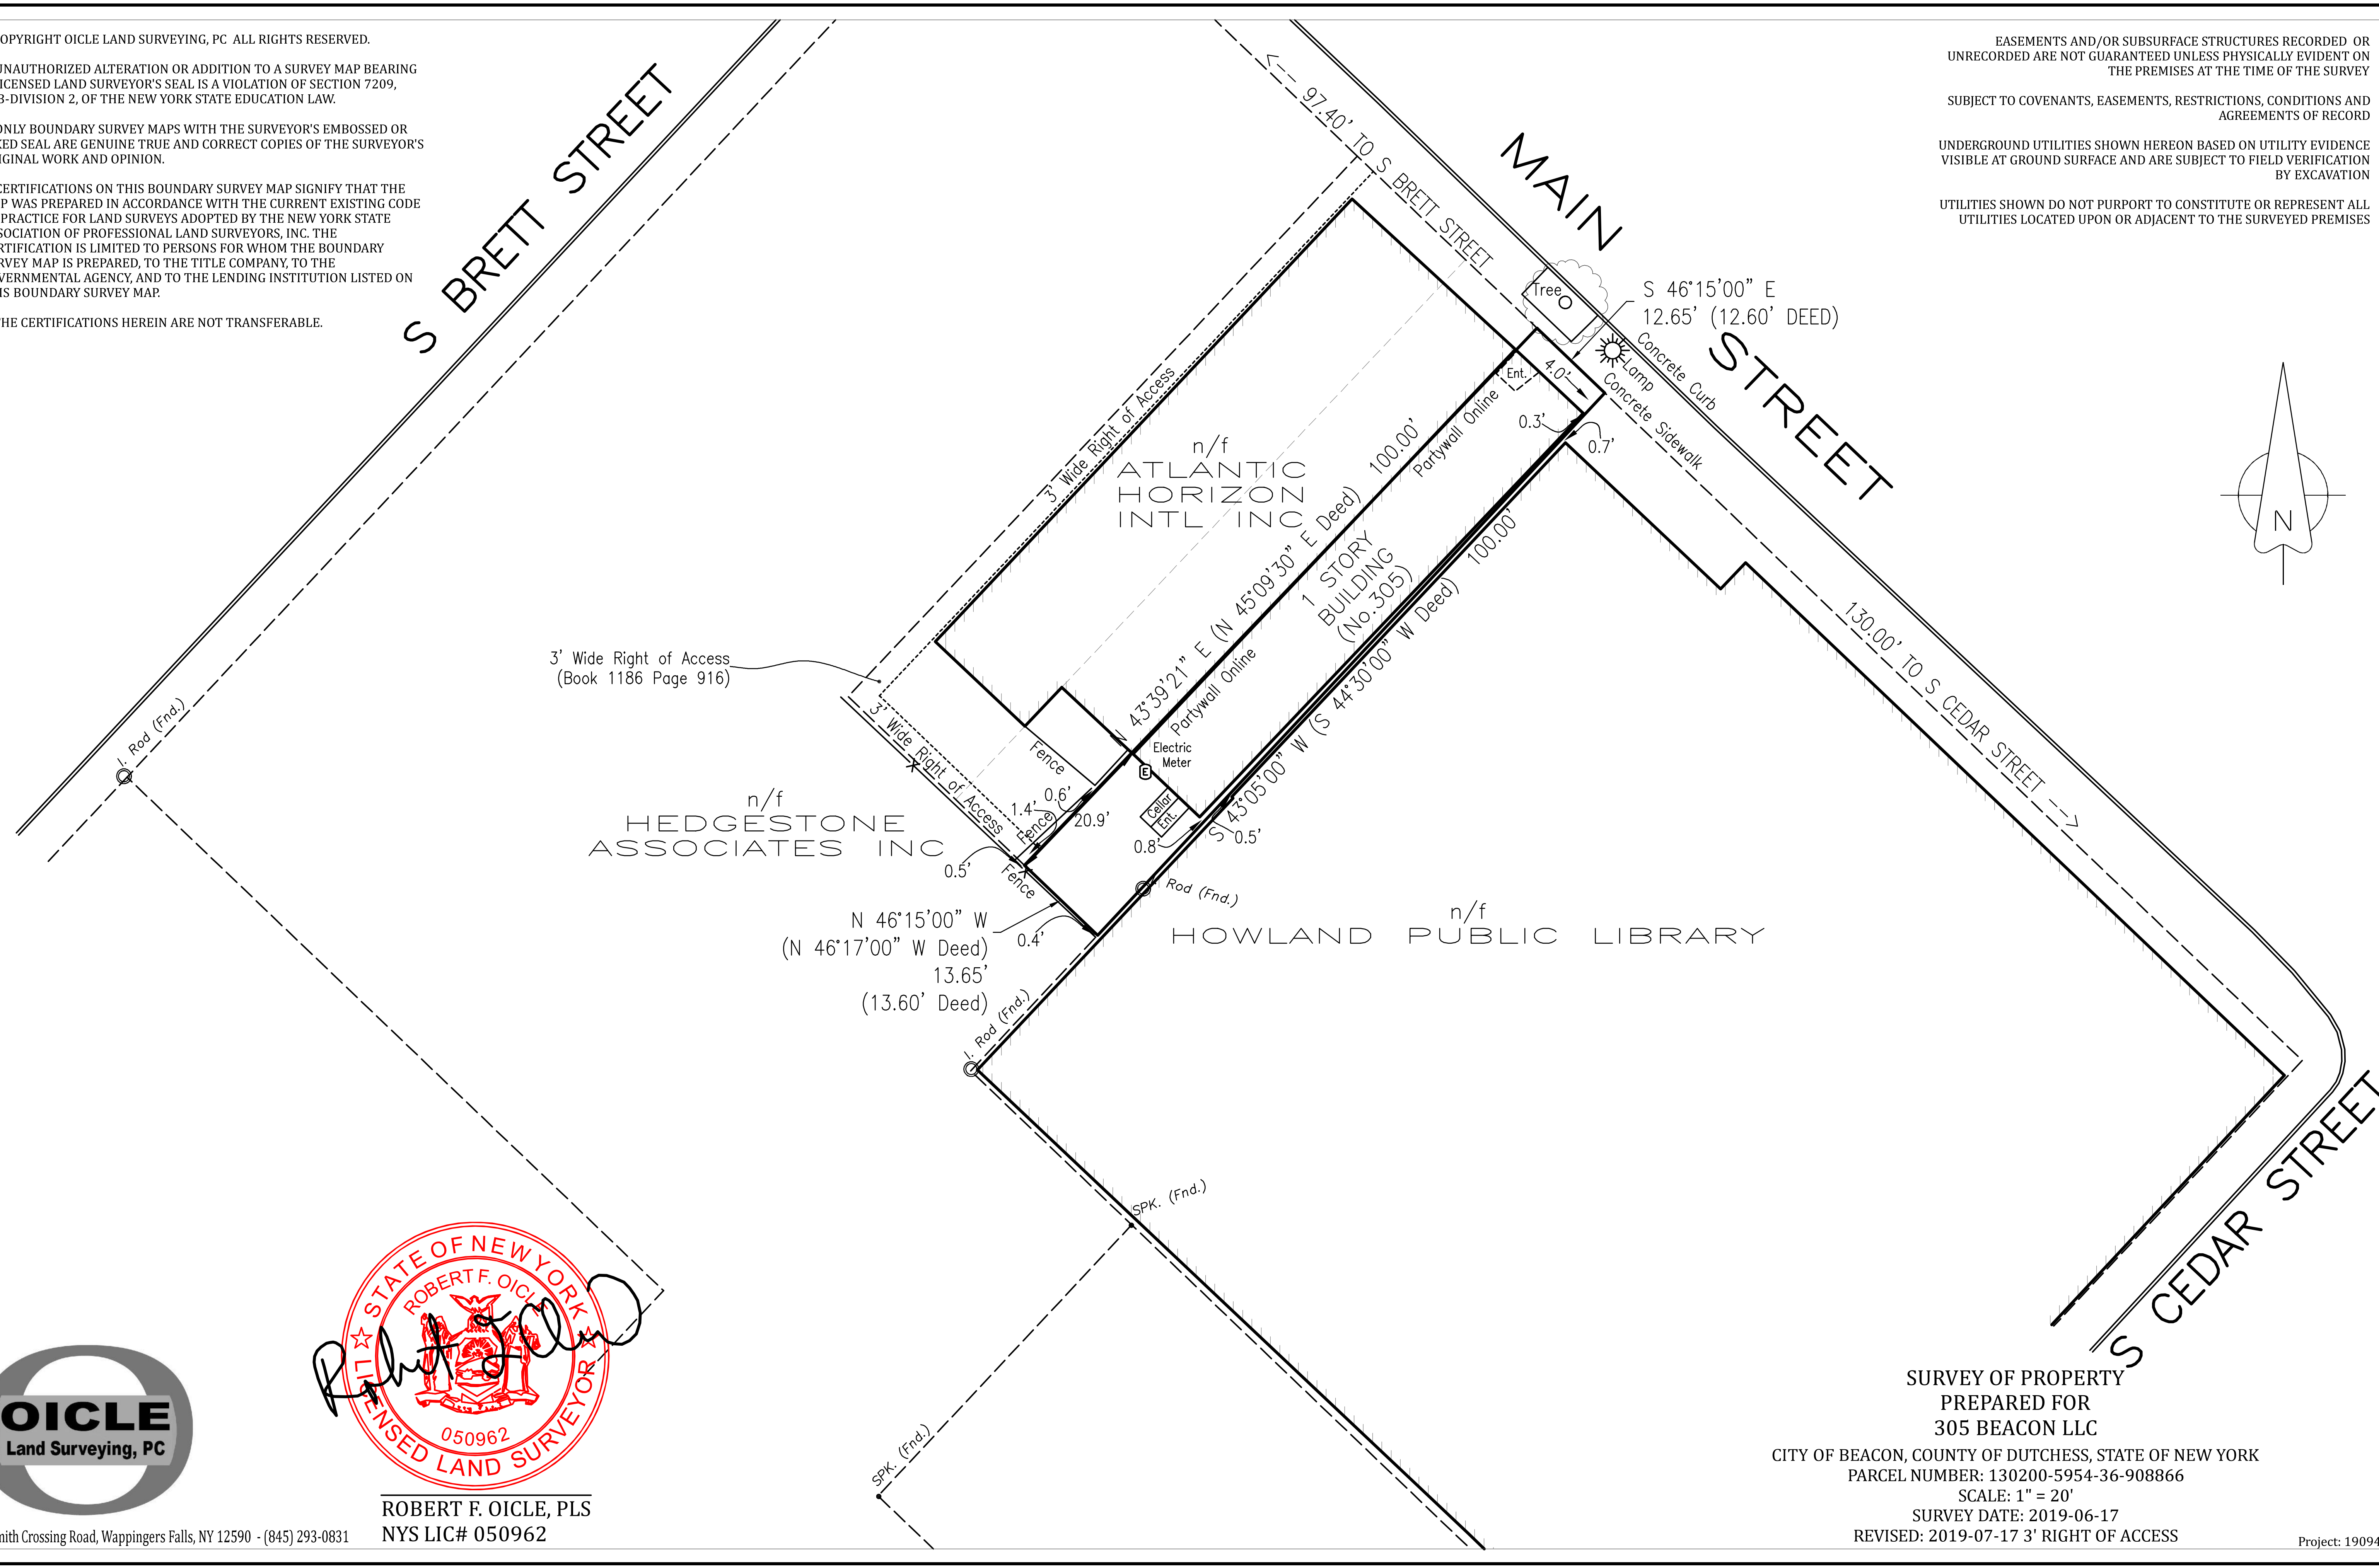 OPYRIGHT OICLE LAND SURVEYING, PC ALL RIGHTS RESERVED.
UNAUTHORIZED ALTERATION OR ADDITION TO A SURVEY MAP BEARING
ICENSED LAND SURVEYOR'S SEAL IS A VIOLATION OF SECTION 7209,
B-DIVISION 2, OF THE NEW YORK STATE EDUCATION LAW.
ONLY BOUNDARY SURVEY MAPS WITH THE SURVEYOR'S EMBOSSED OR
KED SEAL ARE GENUINE TRUE AND CORRECT COPIES OF THE SURVEYOR'S
IGINAL WORK AND OPINION.
CERTIFICATIONS ON THIS BOUNDARY SURVEY MAP SIGNIFY THAT THE
P WAS PREPARED IN ACCORDANCE WITH THE CURRENT EXISTING CODE
PRACTICE FOR LAND SURVEYS ADOPTED BY THE NEW YORK STATE
SOCIATION OF PROFESSIONAL LAND SURVEYORS, INC. THE
RTIFICATION IS LIMITED TO PERSONS FOR WHOM THE BOUNDARY
RVEY MAP IS PREPARED, TO THE TITLE COMPANY, TO THE
VERNMENTAL AGENCY, AND TO THE LENDING INSTITUTION LISTED ON
IS BOUNDARY SURVEY MAP.
THE CERTIFICATIONS HEREIN ARE NOT TRANSFERABLE.
EASEMENTS AND/OR SUBSURFACE STRUCTURES RECORDED OR
UNRECORDED ARE NOT GUARANTEED UNLESS PHYSICALLY EVIDENT ON
THE PREMISES AT THE TIME OF THE SURVEY
SUBJECT TO COVENANTS, EASEMENTS, RESTRICTIONS, CONDITIONS AND
AGREEMENTS OF RECORD
UNDERGROUND UTILITIES SHOWN HEREON BASED ON UTILITY EVIDENCE
VISIBLE AT GROUND SURFACE AND ARE SUBJECT TO FIELD VERIFICATION
BY EXCAVATION
UTILITIES SHOWN DO NOT PURPORT TO CONSTITUTE OR REPRESENT ALL
UTILITIES LOCATED UPON OR ADJACENT TO THE SURVEYED PREMISES
S BRETT STREET
MAIN STREET
97.40' TO S BRETT STREET
Tree
S 46°15'00" E
12.65' (12.60' DEED)
Lamp
Concrete Curb
Concrete Sidewalk
Ent.
4.0'
0.3'
0.7'
3' Wide Right of Access
n/f
ATLANTIC
HORIZON
INTL INC
N 43°39'21" E (N 45°09'30" E Deed) 100.00'
Partywall Online
Partywall Online
1 STORY
BUILDING
(No.305)
S 43°05'00" W (S 44°30'00" W Deed) 100.00'
130.00' TO S CEDAR STREET
N
3' Wide Right of Access
(Book 1186 Page 916)
3' Wide Right of Access
I. Rod (Fnd.)
Fence
Electric
Meter
E
Cellar
Ent.
0.6'
1.4'
20.9'
Fence
0.8'
0.5'
0.5'
Fence
n/f
HEDGESTONE
ASSOCIATES INC
Rod (Fnd.)
N 46°15'00" W
(N 46°17'00" W Deed)
13.65'
(13.60' Deed)
0.4'
n/f
HOWLAND PUBLIC LIBRARY
I. Rod (Fnd.)
SPK. (Fnd.)
SPK. (Fnd.)
S CEDAR STREET
OICLE
Land Surveying, PC
mith Crossing Road, Wappingers Falls, NY 12590 - (845) 293-0831
STATE OF NEW YORK
ROBERT F. OICLE
050962
LICENSED LAND SURVEYOR
ROBERT F. OICLE, PLS
NYS LIC# 050962
SURVEY OF PROPERTY
PREPARED FOR
305 BEACON LLC
CITY OF BEACON, COUNTY OF DUTCHESS, STATE OF NEW YORK
PARCEL NUMBER: 130200-5954-36-908866
SCALE: 1" = 20'
SURVEY DATE: 2019-06-17
REVISED: 2019-07-17 3' RIGHT OF ACCESS
Project: 19094